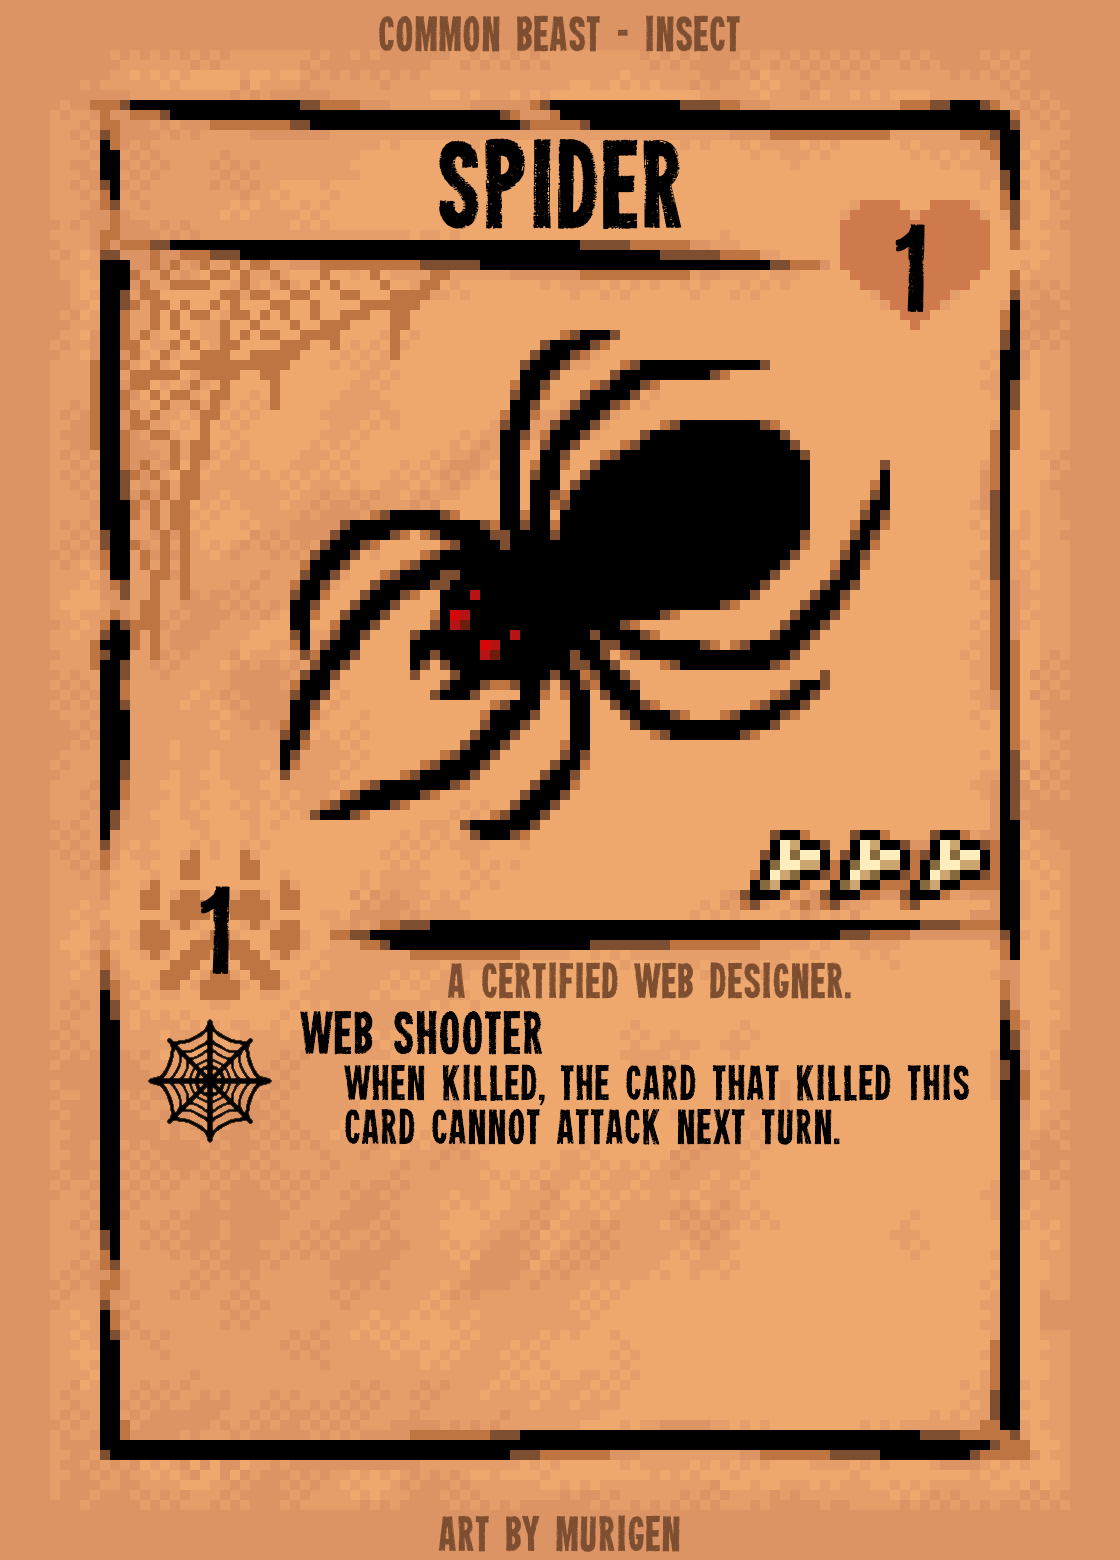 COMMON BEAST - INSECT
SPIDER
1
1
A CERTIFIED WEB DESIGNER.
WEB SHOOTER
WHEN KILLED, THE CARD THAT KILLED THIS
CARD CANNOT ATTACK NEXT TURN.
ART BY MURIGEN